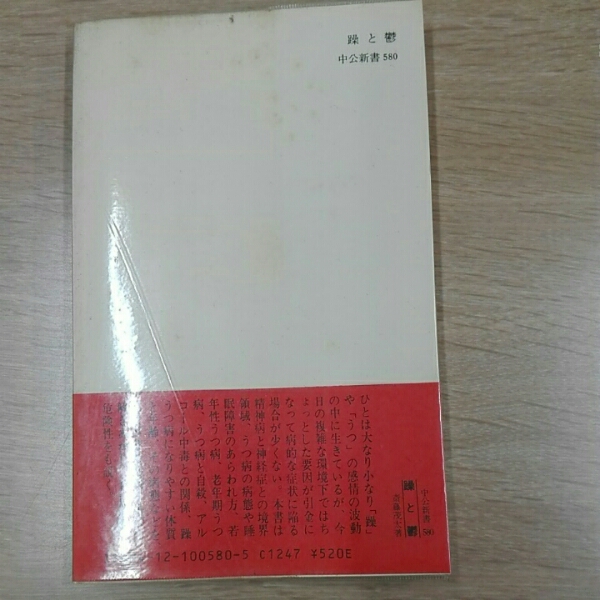 躁と鬱
中公新書 580
ひとは大なり小なり「躁」
や「うつ」の感情の波動
の中に生きているが、今
日の複雑な環境下ではち
ょっとした要因が引金に
なって病的な症状に陥る
場合が少くない。本書は
精神病と神経症との境界
領域、うつ病の病態や睡
眠障害のあらわれ方、若
年性うつ病、老年期うつ
病、うつ病と自殺、アル
コール中毒との関係、躁
うつ病になりやすい体質
危険性とも
中公新書 580
躁と鬱
12-100580-5 C1247 ¥520E